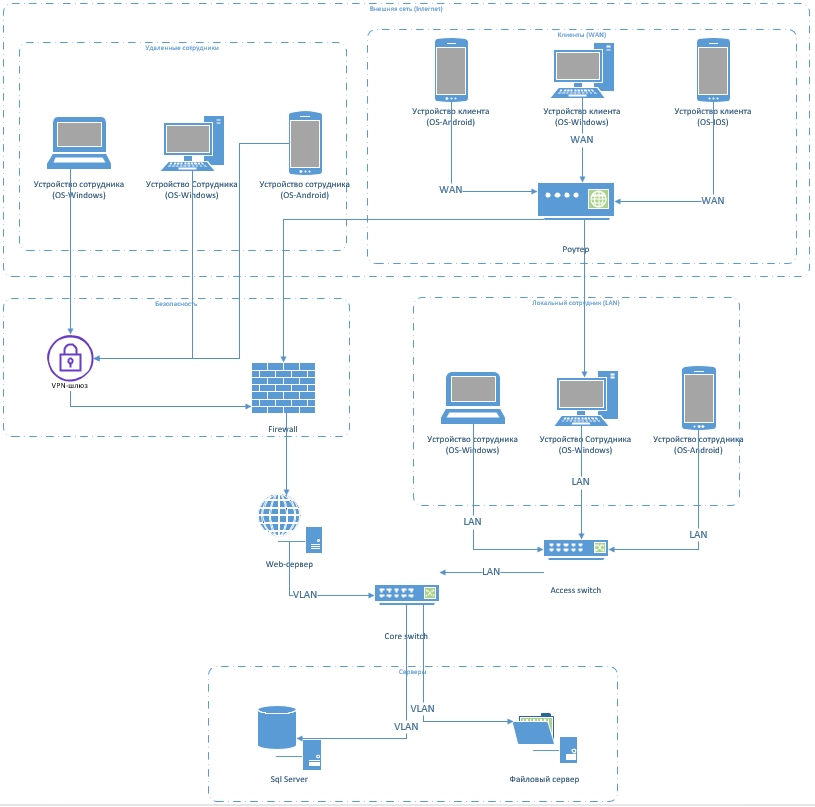 Внешняя сеть (Internet)
Удаленные сотрудники
Клиенты (WAN)
Устройство клиента
(OS-Android)
Устройство клиента
(OS-Windows)
Устройство клиента
(OS-IOS)
WAN
WAN
WAN
Устройство сотрудника
(OS-Windows)
Устройство Сотрудника
(OS-Windows)
Устройство сотрудника
(OS-Android)
Роутер
Безопасность
Локальный сотрудник (LAN)
VPN-шлюз
Firewall
Устройство сотрудника
(OS-Windows)
Устройство Сотрудника
(OS-Windows)
Устройство сотрудника
(OS-Android)
LAN
LAN
LAN
Web-сервер
LAN
Access switch
VLAN
Core switch
Серверы
VLAN
VLAN
Sql Server
Файловый сервер